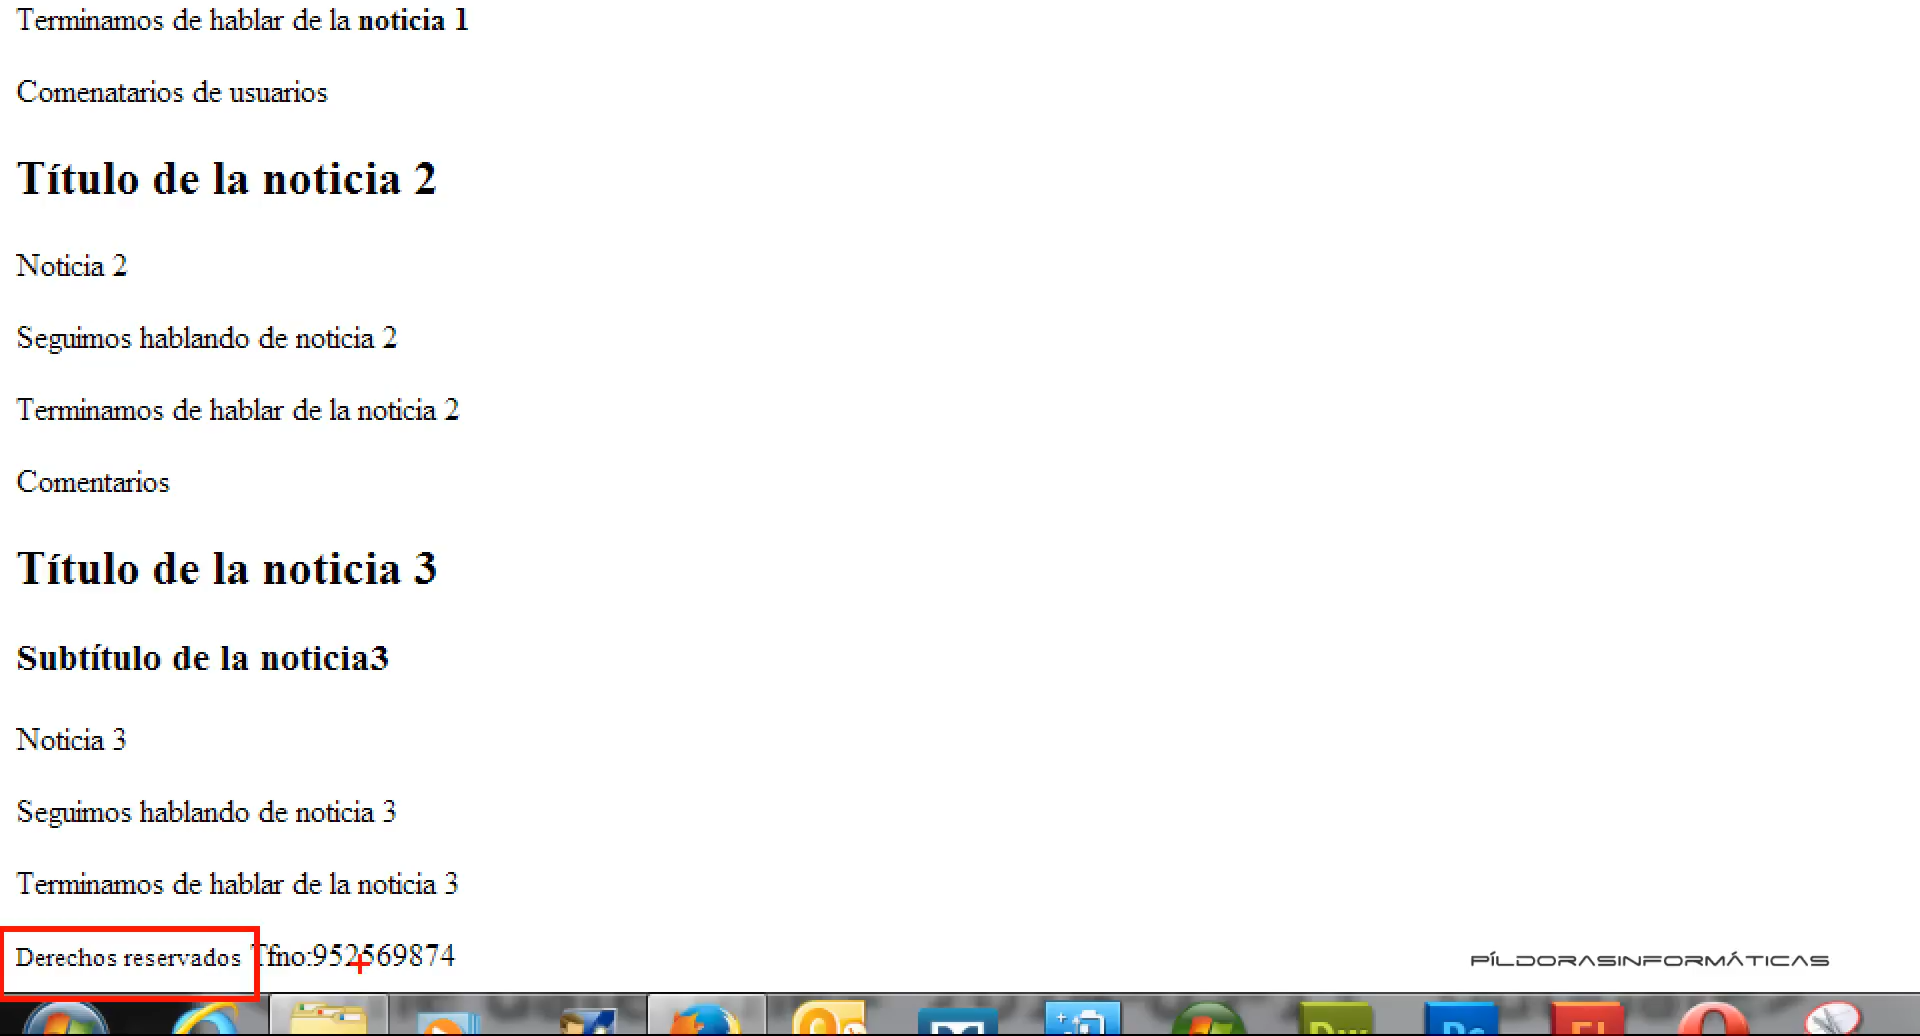 Terminamos de hablar de la noticia 1
Comenatarios de usuarios
Título de la noticia 2
Noticia 2
Seguimos hablando de noticia 2
Terminamos de hablar de la noticia 2
Comentarios
Título de la noticia 3
Subtítulo de la noticia3
Noticia 3
Seguimos hablando de noticia 3
Terminamos de hablar de la noticia 3
Derechos reservados Tfno:952569874
PÍLDORASINFORMÁTICAS